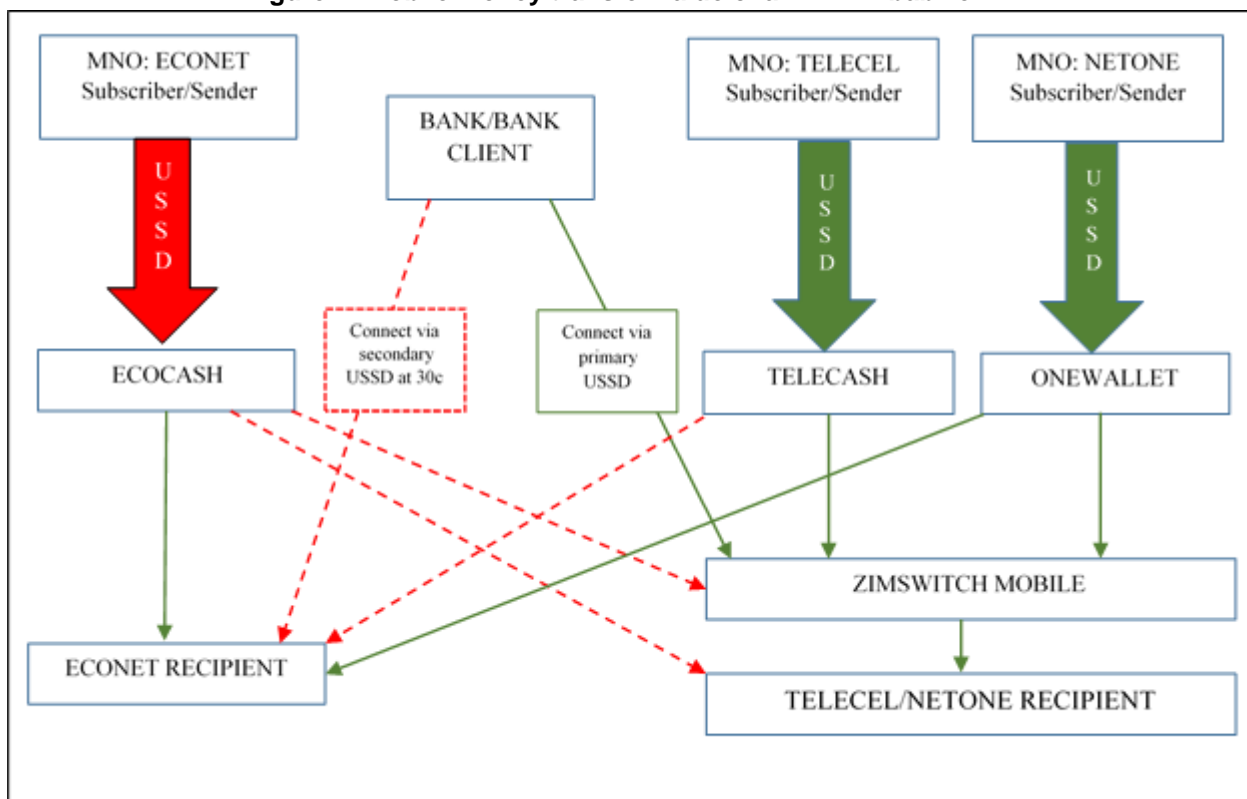 MNO: ECONET
Subscriber/Sender
MNO: TELECEL
Subscriber/Sender
MNO: NETONE
Subscriber/Sender
BANK/BANK
CLIENT
U
S
S
D
U
S
S
D
U
S
S
D
Connect via
secondary
USSD at 30c
Connect via
primary
USSD
ECOCASH
TELECASH
ONEWALLET
ZIMSWITCH MOBILE
ECONET RECIPIENT
TELECEL/NETONE RECIPIENT